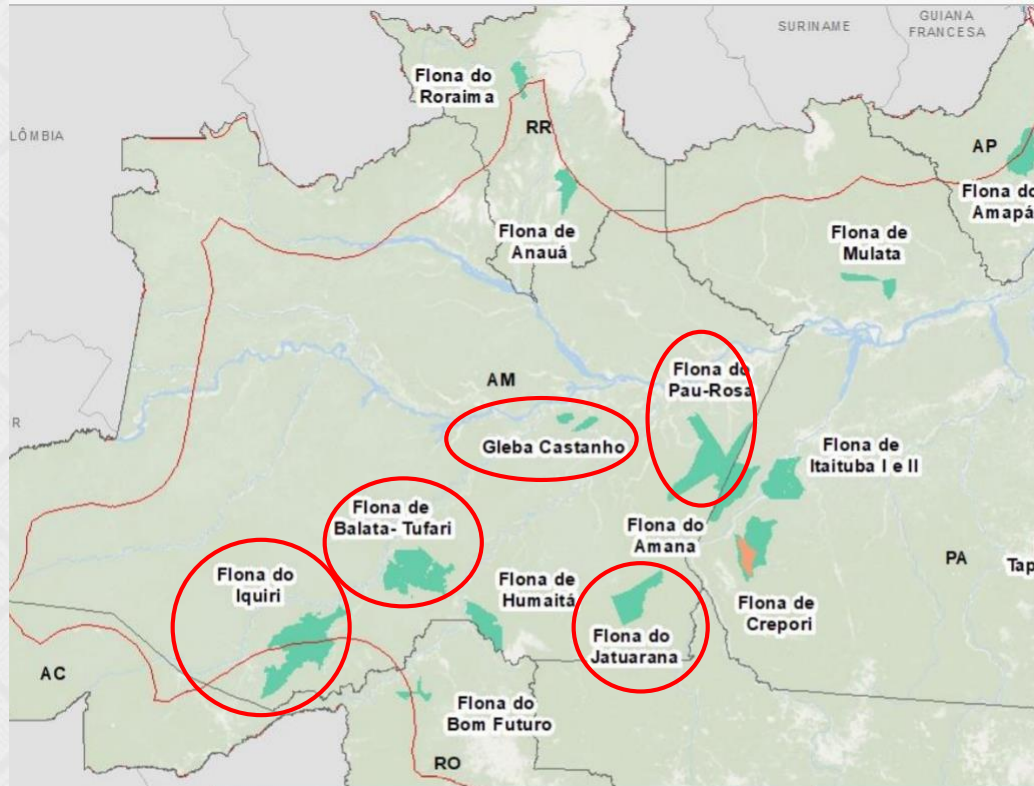 GUIANA
FRANCESA
SURINAME
Flona do
Roraima
LÔMBIA
RR
AP
Flona do
Amapá
Flona de
Anauá
Flona de
Mulata
AM
Flona do
Pau-Rosa
Gleba Castanho
R
Flona de
Itaituba I e II
Flona de
Balata- Tufari
Flona do
Amana
PA
Tap
Flona do
Iquiri
Flona de
Humaitá
Flona de
Crepori
Flona do
Jatuarana
AC
Flona do
Bom Futuro
RO